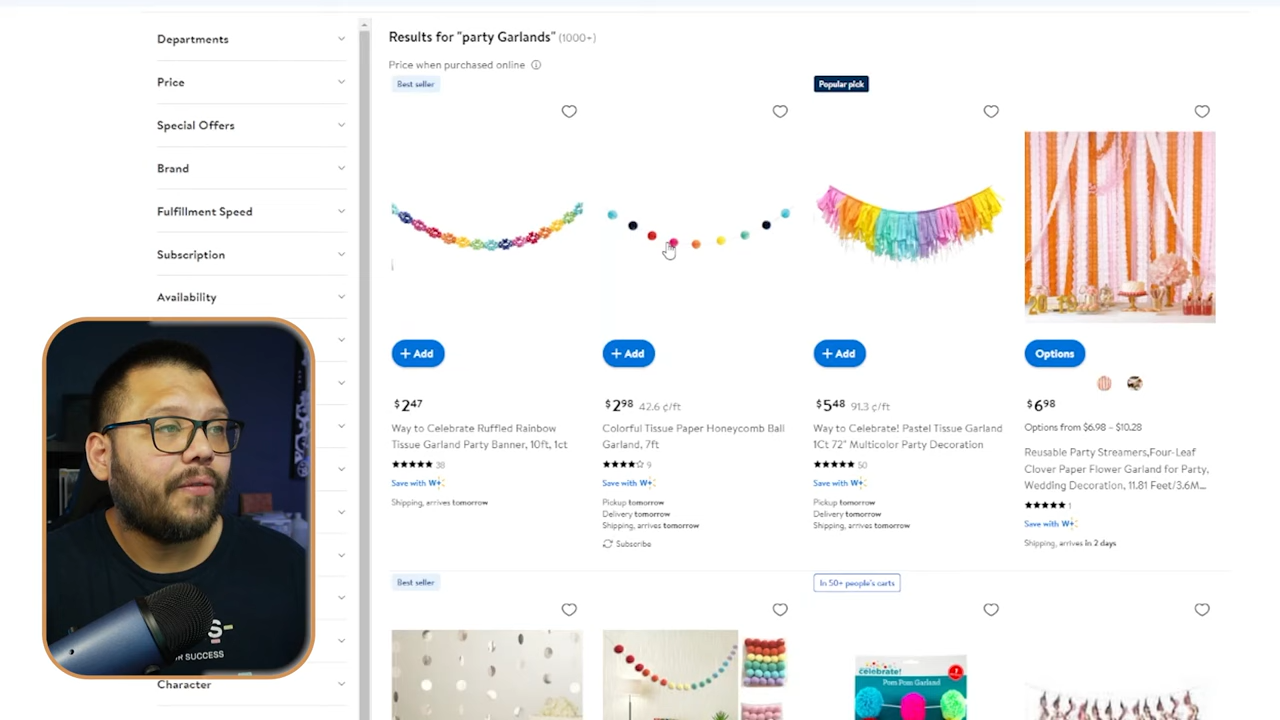 Departments
Price
Special Offers
Brand
Fulfillment Speed
Subscription
Availability
Character
Results for "party Garlands" (1000+)
Price when purchased online
Best seller
+ Add
$2.47
Way to Celebrate Ruffled Rainbow
Tissue Garland Party Banner, 10ft, 1ct
38
Save with W+
Shipping, arrives tomorrow
+ Add
$2.98 42.6 ¢/ft
Colorful Tissue Paper Honeycomb Ball
Garland, 7ft
9
Save with W+
Pickup tomorrow
Delivery tomorrow
Shipping, arrives tomorrow
Subscribe
Popular pick
+ Add
$5.48 91.3 ¢/ft
Way to Celebrate! Pastel Tissue Garland
1Ct 72" Multicolor Party Decoration
50
Save with W+
Pickup tomorrow
Delivery tomorrow
Shipping, arrives tomorrow
Options
$6.98
Options from $6.98 – $10.28
Reusable Party Streamers,Four-Leaf
Clover Paper Flower Garland for Party,
Wedding Decoration, 11.81 Feet/3.6M...
1
Save with W+
Shipping, arrives in 2 days
Best seller
In 50+ people's carts
celebrate!
Pom Pom Garland
SUCCESS